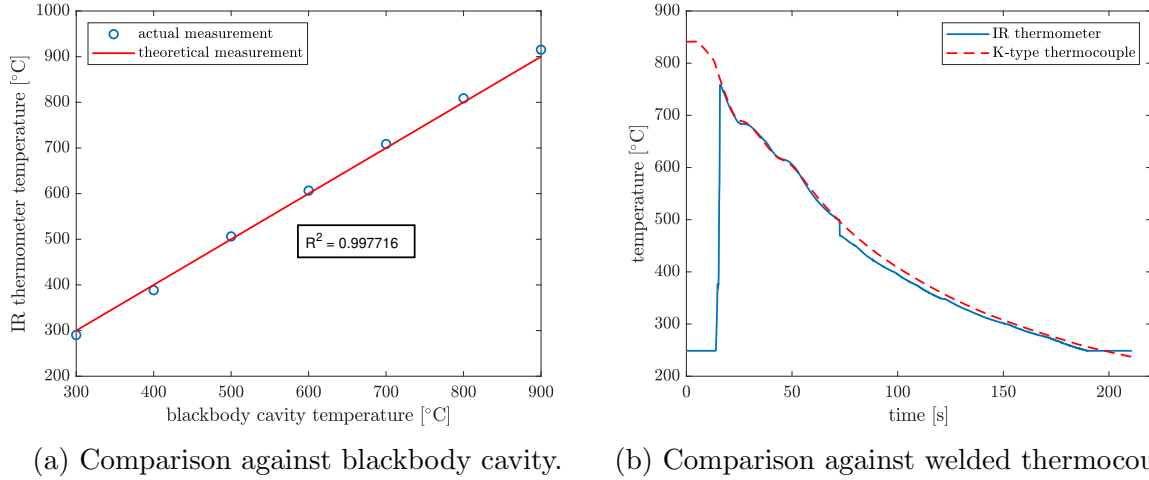 1000
900
800
700
600
500
400
300
200
IR thermometer temperature [°C]
actual measurement
theoretical measurement
R² = 0.997716
300 400 500 600 700 800 900
blackbody cavity temperature [°C]
(a) Comparison against blackbody cavity.
900
800
700
600
500
400
300
200
temperature [°C]
IR thermometer
K-type thermocouple
0 50 100 150 200
time [s]
(b) Comparison against welded thermocou